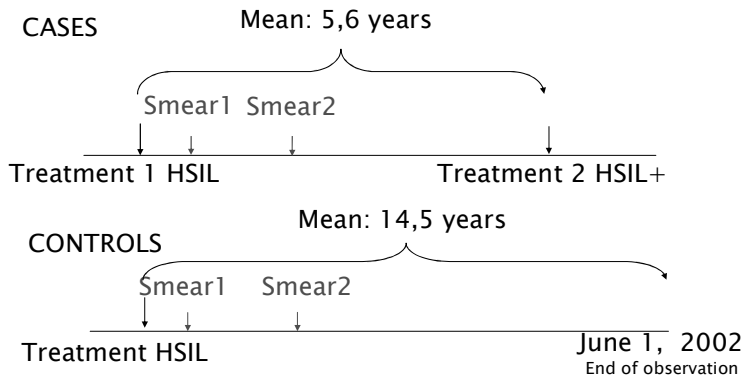 CASES
Mean: 5,6 years
Smear1 Smear2
Treatment 1 HSIL Treatment 2 HSIL+
Mean: 14,5 years
CONTROLS
Smear1 Smear2
Treatment HSIL June 1, 2002
End of observation